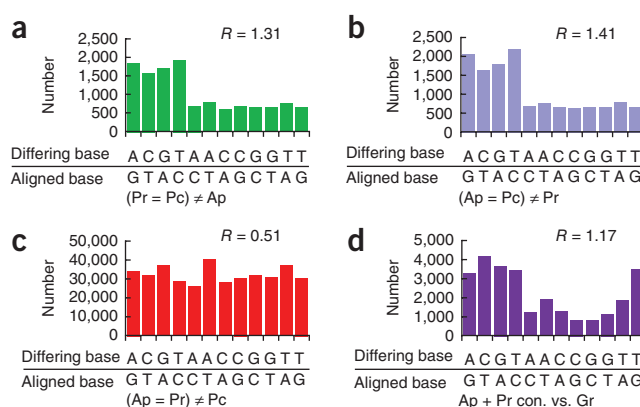 a
R = 1.31
Number
2,500
2,000
1,500
1,000
500
0
Differing base A C G T A A C C G G T T
Aligned base G T A C C T A G C T A G
(Pr = Pc) ≠ Ap
b
R = 1.41
Number
2,500
2,000
1,500
1,000
500
0
Differing base A C G T A A C C G G T T
Aligned base G T A C C T A G C T A G
(Ap = Pc) ≠ Pr
c
R = 0.51
Number
50,000
40,000
30,000
20,000
10,000
0
Differing base A C G T A A C C G G T T
Aligned base G T A C C T A G C T A G
(Ap = Pr) ≠ Pc
d
R = 1.17
Number
5,000
4,000
3,000
2,000
1,000
0
Differing base A C G T A A C C G G T T
Aligned base G T A C C T A G C T A G
Ap + Pr con. vs. Gr